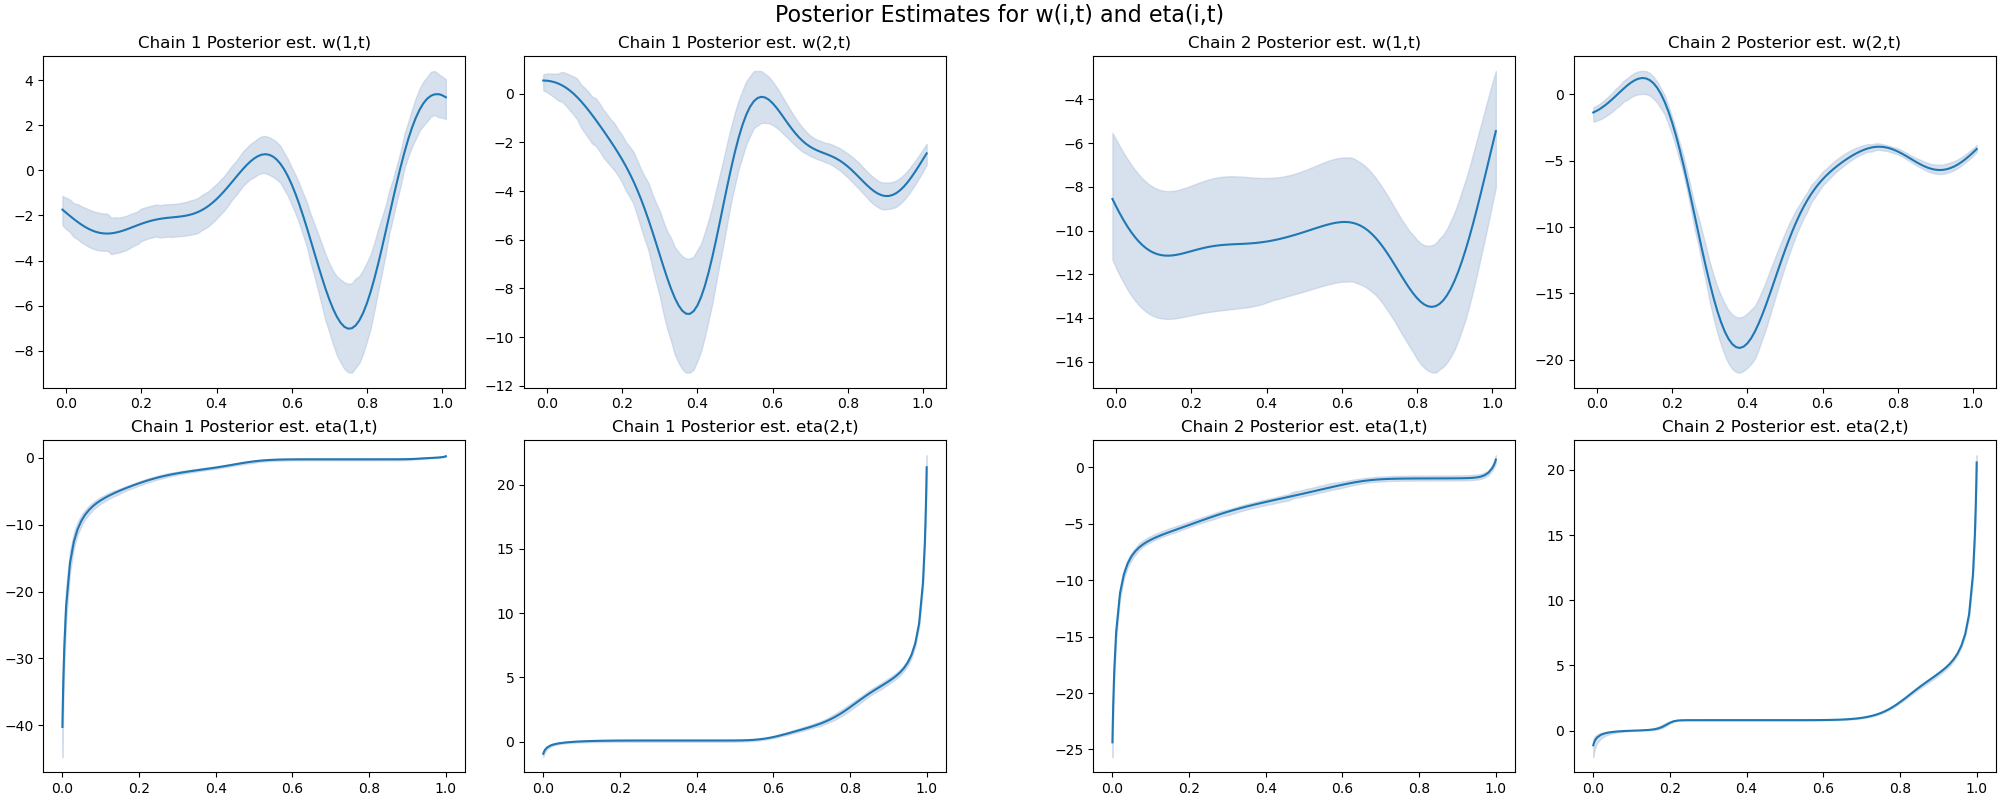 Posterior Estimates for w(i,t) and eta(i,t)
Chain 1 Posterior est. w(1,t)
4
2
0
−2
−4
−6
−8
0.0 0.2 0.4 0.6 0.8 1.0
Chain 1 Posterior est. w(2,t)
0
−2
−4
−6
−8
−10
−12
0.0 0.2 0.4 0.6 0.8 1.0
Chain 2 Posterior est. w(1,t)
−4
−6
−8
−10
−12
−14
−16
0.0 0.2 0.4 0.6 0.8 1.0
Chain 2 Posterior est. w(2,t)
0
−5
−10
−15
−20
0.0 0.2 0.4 0.6 0.8 1.0
Chain 1 Posterior est. eta(1,t)
0
−10
−20
−30
−40
0.0 0.2 0.4 0.6 0.8 1.0
Chain 1 Posterior est. eta(2,t)
20
15
10
5
0
0.0 0.2 0.4 0.6 0.8 1.0
Chain 2 Posterior est. eta(1,t)
0
−5
−10
−15
−20
−25
0.0 0.2 0.4 0.6 0.8 1.0
Chain 2 Posterior est. eta(2,t)
20
15
10
5
0
0.0 0.2 0.4 0.6 0.8 1.0